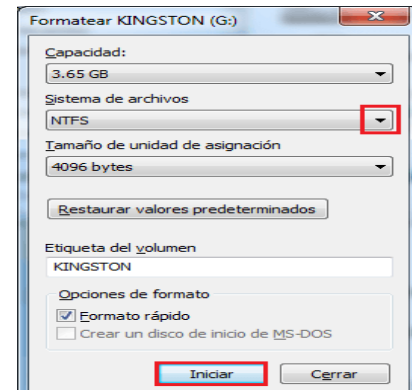 Formatear KINGSTON (G:)
Capacidad:
3.65 GB
Sistema de archivos
NTFS
Tamaño de unidad de asignación
4096 bytes
Restaurar valores predeterminados
Etiqueta del volumen
KINGSTON
Opciones de formato
Formato rápido
Crear un disco de inicio de MS-DOS
Iniciar Cerrar